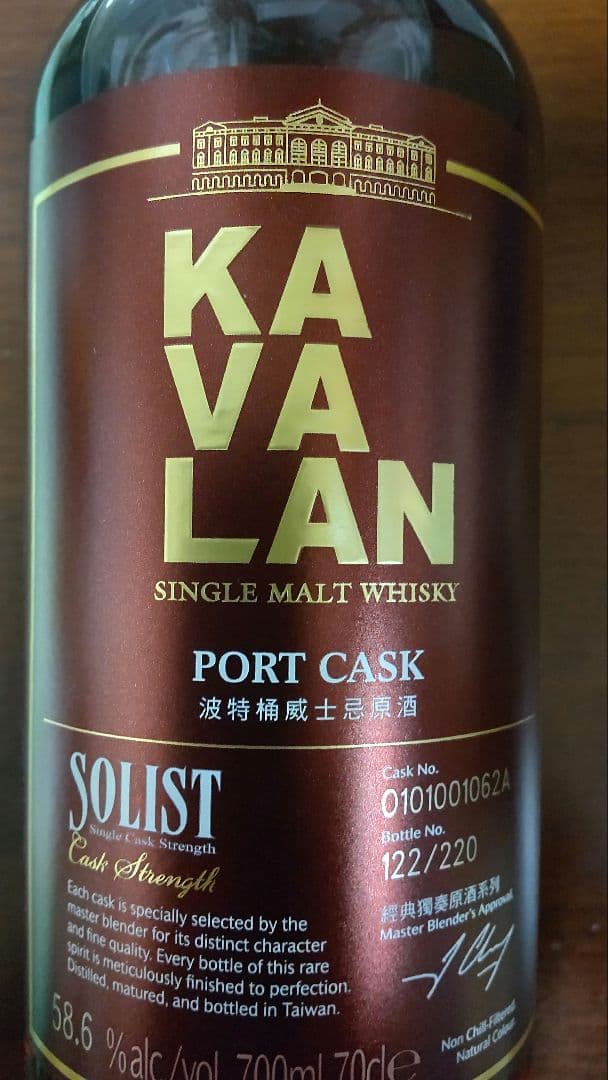 KA
VA
LAN
SINGLE MALT WHISKY
PORT CASK
波特桶威士忌原酒
SOLIST
Single Cask Strength
Cask Strength
Each cask is specially selected by the
master blender for its distinct character
and fine quality. Every bottle of this rare
spirit is meticulously finished to perfection.
Distilled, matured, and bottled in Taiwan.
58.6 %alc/vol 700ml 70cl e
Cask No.
0101001062A
Bottle No.
122/220
經典獨奏原酒系列
Master Blender's Approval
Non Chill-Filtered
Natural Colour